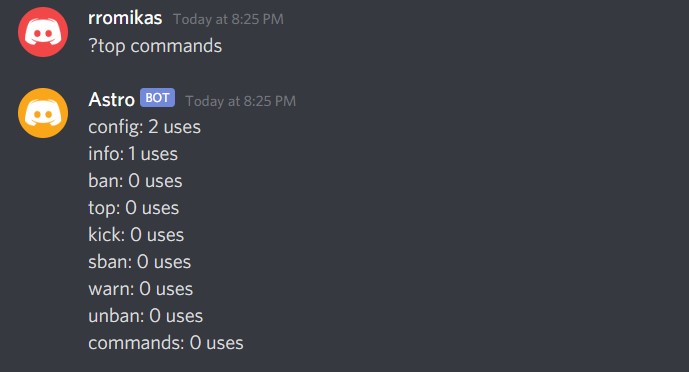 rromikas Today at 8:25 PM
?top commands
Astro BOT Today at 8:25 PM
config: 2 uses
info: 1 uses
ban: 0 uses
top: 0 uses
kick: 0 uses
sban: 0 uses
warn: 0 uses
unban: 0 uses
commands: 0 uses